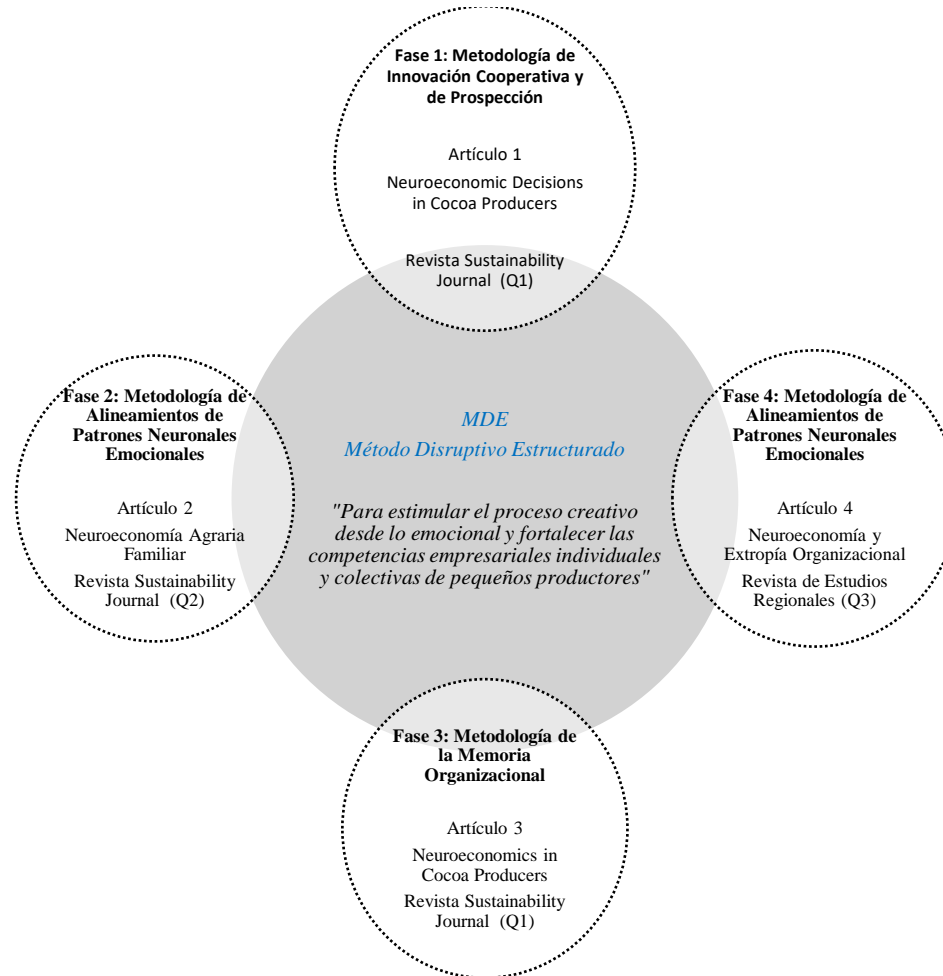 Fase 1: Metodología de
Innovación Cooperativa y
de Prospección
Artículo 1
Neuroeconomic Decisions
in Cocoa Producers
Revista Sustainability
Journal (Q1)
Fase 2: Metodología de
Alineamientos de
Patrones Neuronales
Emocionales
Artículo 2
Neuroeconomía Agraria
Familiar
Revista Sustainability
Journal (Q2)
MDE
Método Disruptivo Estructurado
"Para estimular el proceso creativo
desde lo emocional y fortalecer las
competencias empresariales individuales
y colectivas de pequeños productores"
Fase 4: Metodología de
Alineamientos de
Patrones Neuronales
Emocionales
Artículo 4
Neuroeconomía y
Extropía Organizacional
Revista de Estudios
Regionales (Q3)
Fase 3: Metodología de
la Memoria
Organizacional
Artículo 3
Neuroeconomics in
Cocoa Producers
Revista Sustainability
Journal (Q1)